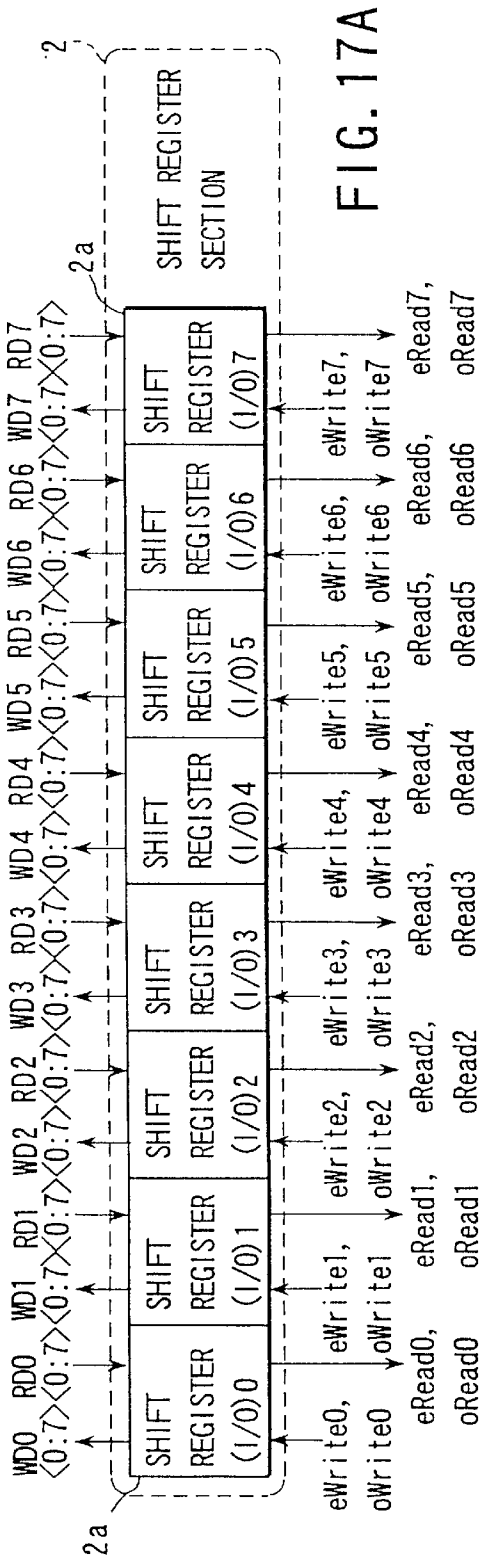 2
WD0 RD0 WD1 RD1 WD2 RD2 WD3 RD3 WD4 RD4 WD5 RD5 WD6 RD6 WD7 RD7
<0:7><0:7><0:7><0:7><0:7><0:7><0:7><0:7><0:7><0:7><0:7><0:7><0:7><0:7><0:7><0:7>
2a
2a
SHIFT
REGISTER
(I/O)0
SHIFT
REGISTER
(I/O)1
SHIFT
REGISTER
(I/O)2
SHIFT
REGISTER
(I/O)3
SHIFT
REGISTER
(I/O)4
SHIFT
REGISTER
(I/O)5
SHIFT
REGISTER
(I/O)6
SHIFT
REGISTER
(I/O)7
SHIFT REGISTER
SECTION
eWrite0,
oWrite0
eWrite1,
oWrite1
eWrite2,
oWrite2
eWrite3,
oWrite3
eWrite4,
oWrite4
eWrite5,
oWrite5
eWrite6,
oWrite6
eWrite7,
oWrite7
eRead0,
oRead0
eRead1,
oRead1
eRead2,
oRead2
eRead3,
oRead3
eRead4,
oRead4
eRead5,
oRead5
eRead6,
oRead6
eRead7,
oRead7
FIG. 17A